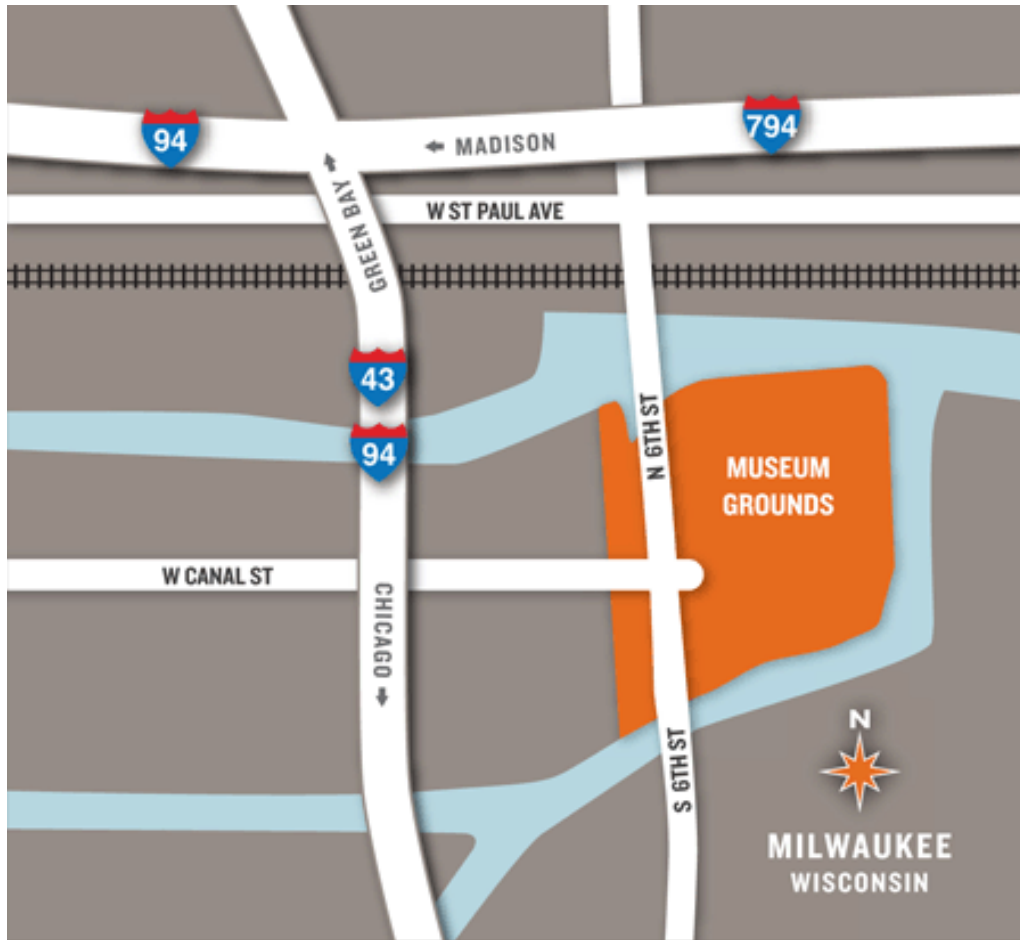 94
794
← MADISON
W ST PAUL AVE
GREEN BAY →
43
94
N 6TH ST
MUSEUM
GROUNDS
W CANAL ST
CHICAGO →
S 6TH ST
N
MILWAUKEE
WISCONSIN